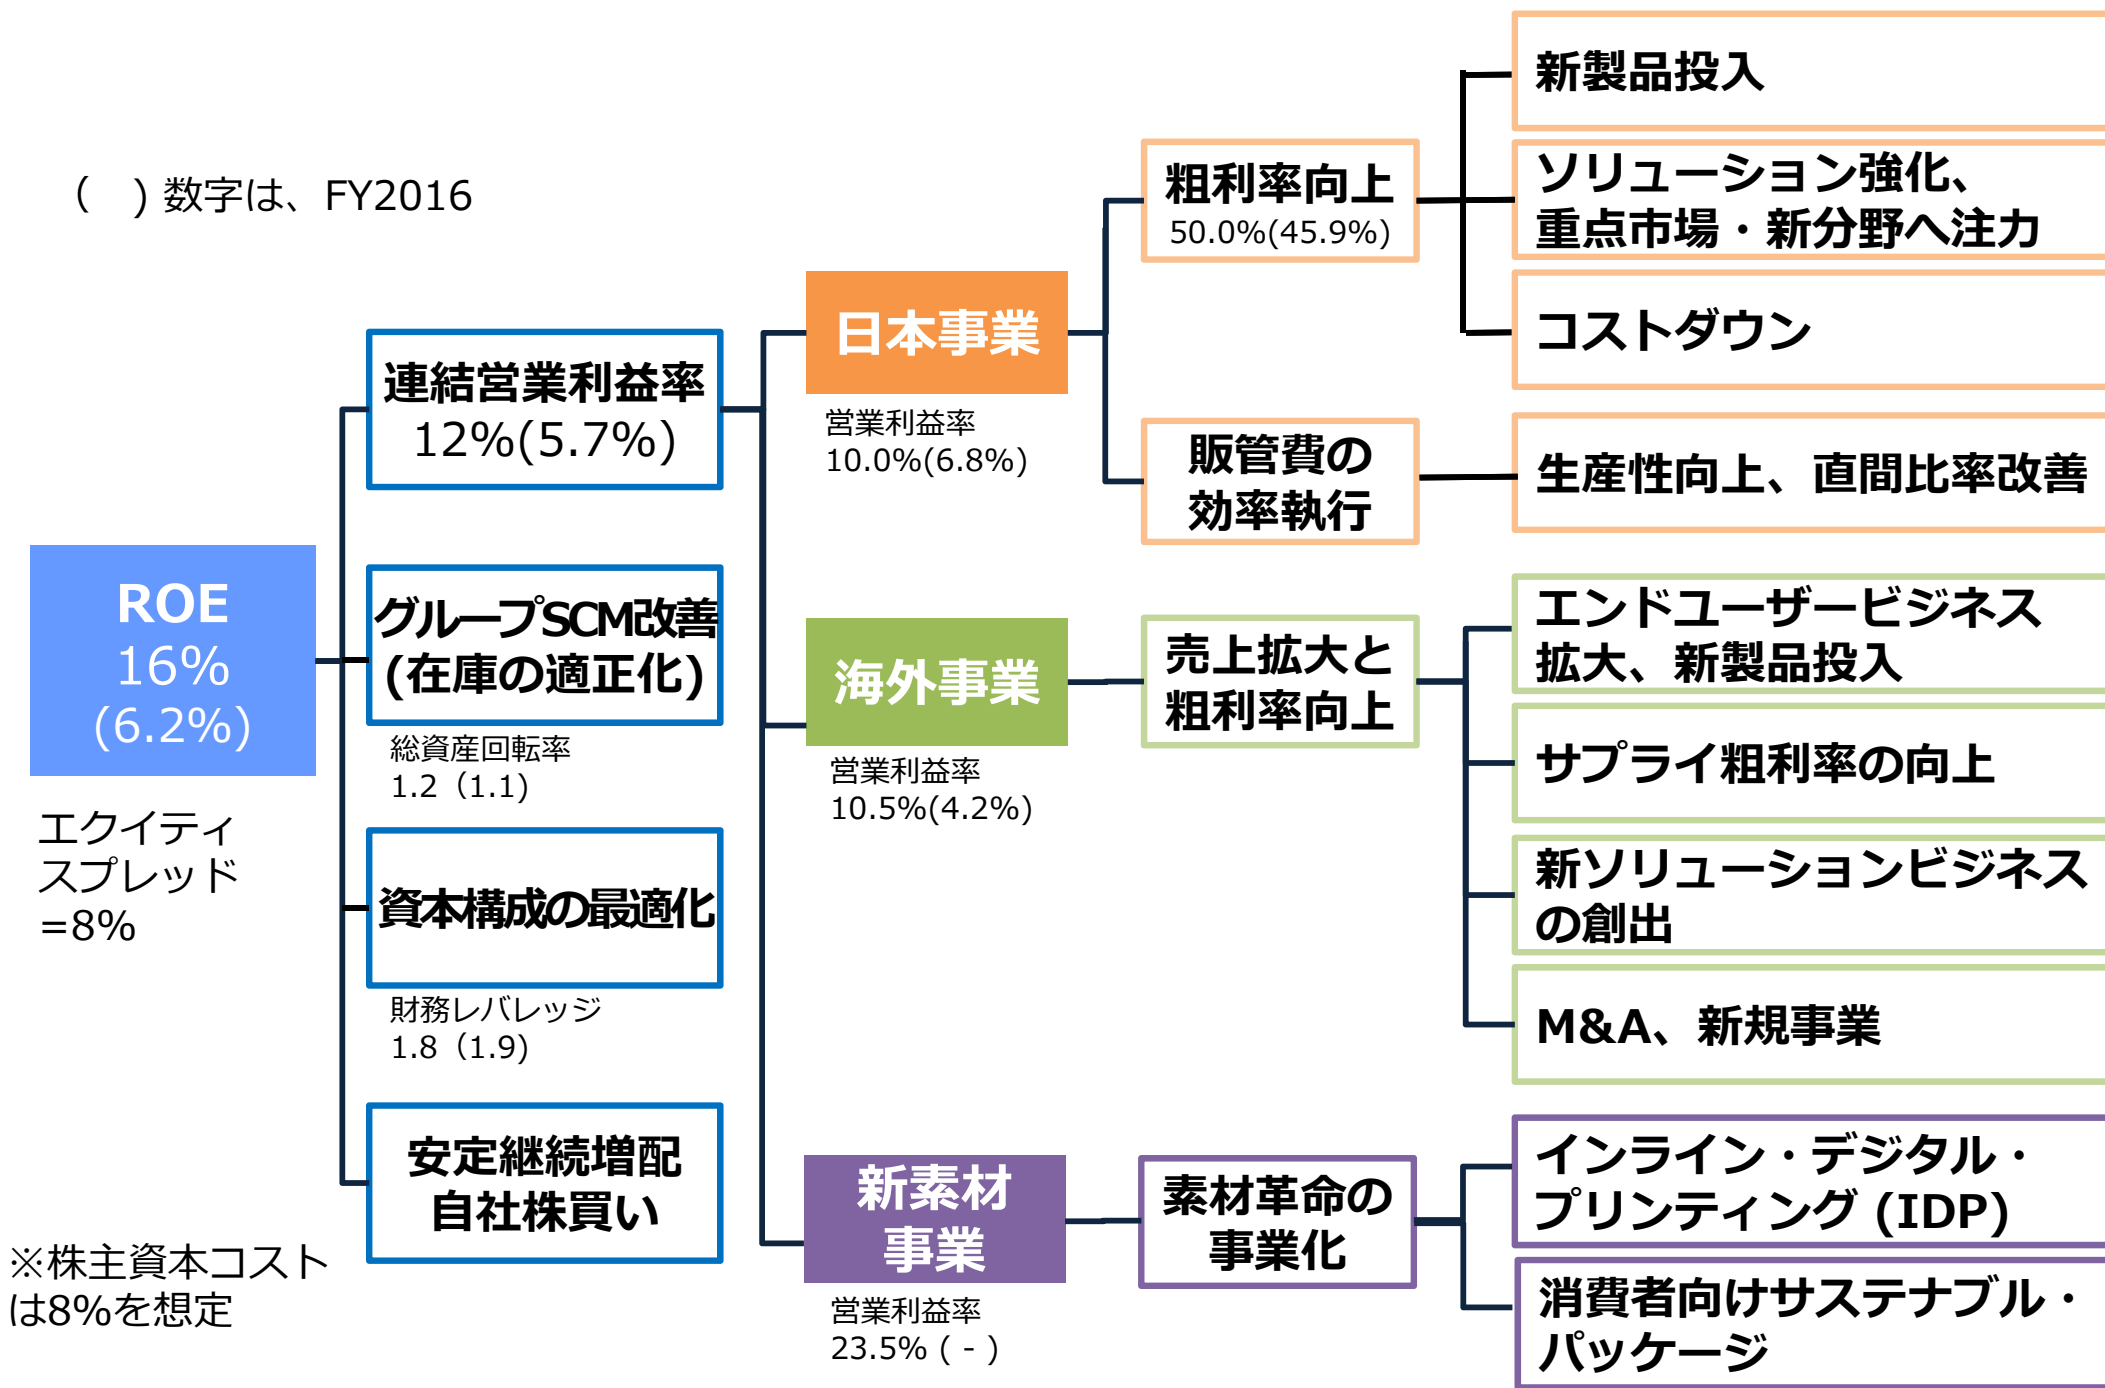 ( ) 数字は、FY2016
ROE
16%
(6.2%)
エクイティ
スプレッド
=8%
※株主資本コスト
は8%を想定
連結営業利益率
12%(5.7%)
グループSCM改善
(在庫の適正化)
総資産回転率
1.2（1.1)
資本構成の最適化
財務レバレッジ
1.8（1.9)
安定継続増配
自社株買い
日本事業
営業利益率
10.0%(6.8%)
海外事業
営業利益率
10.5%(4.2%)
新素材
事業
営業利益率
23.5% ( - )
粗利率向上
50.0%(45.9%)
販管費の
効率執行
売上拡大と
粗利率向上
素材革命の
事業化
新製品投入
ソリューション強化、
重点市場・新分野へ注力
コストダウン
生産性向上、直間比率改善
エンドユーザービジネス
拡大、新製品投入
サプライ粗利率の向上
新ソリューションビジネス
の創出
M&A、新規事業
インライン・デジタル・
プリンティング (IDP)
消費者向けサステナブル・
パッケージ